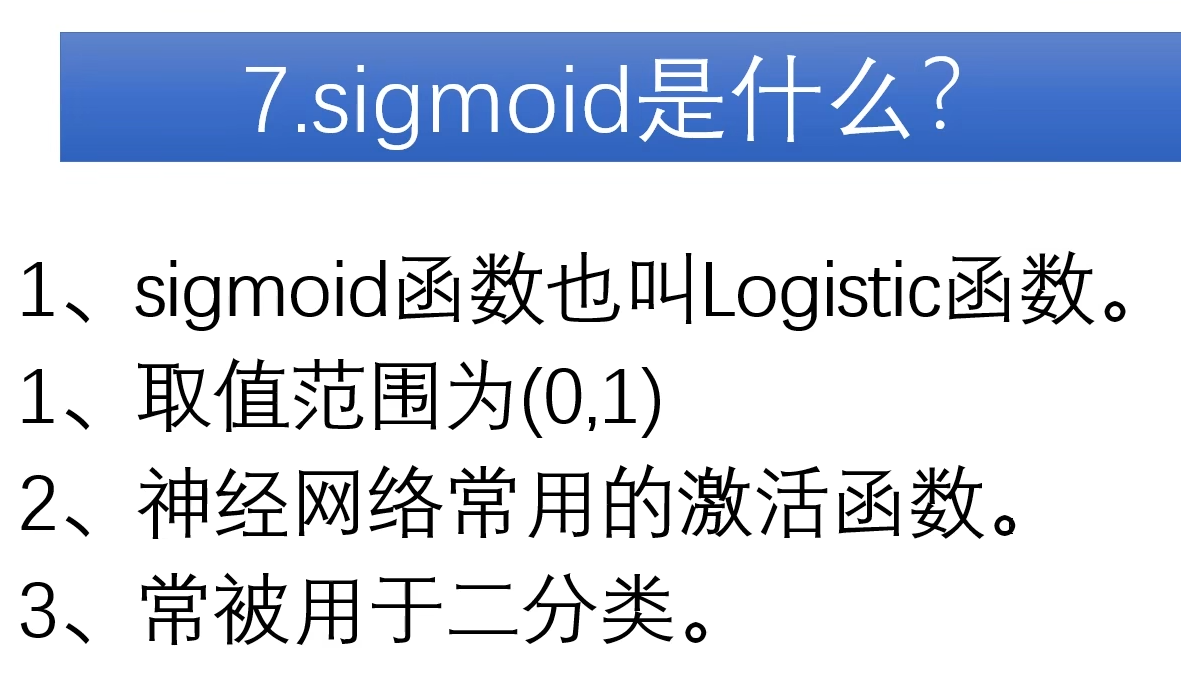 7.sigmoid是什么？
1、sigmoid函数也叫Logistic函数。
1、取值范围为(0,1)
2、神经网络常用的激活函数。
3、常被用于二分类。